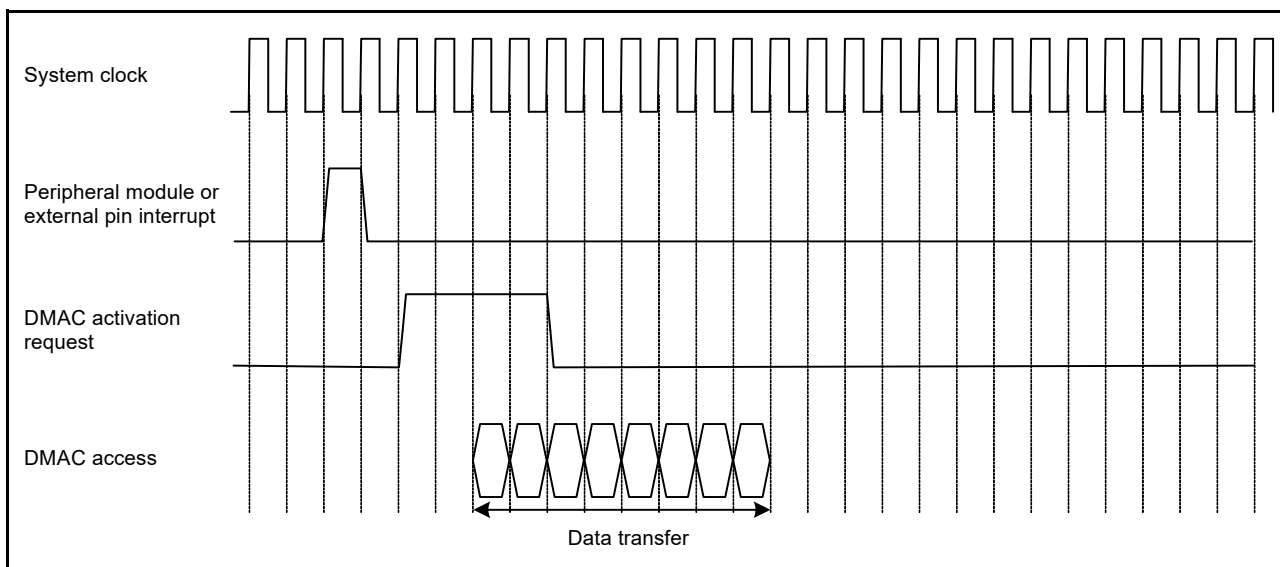 System clock
Peripheral module or
external pin interrupt
DMAC activation
request
DMAC access
Data transfer